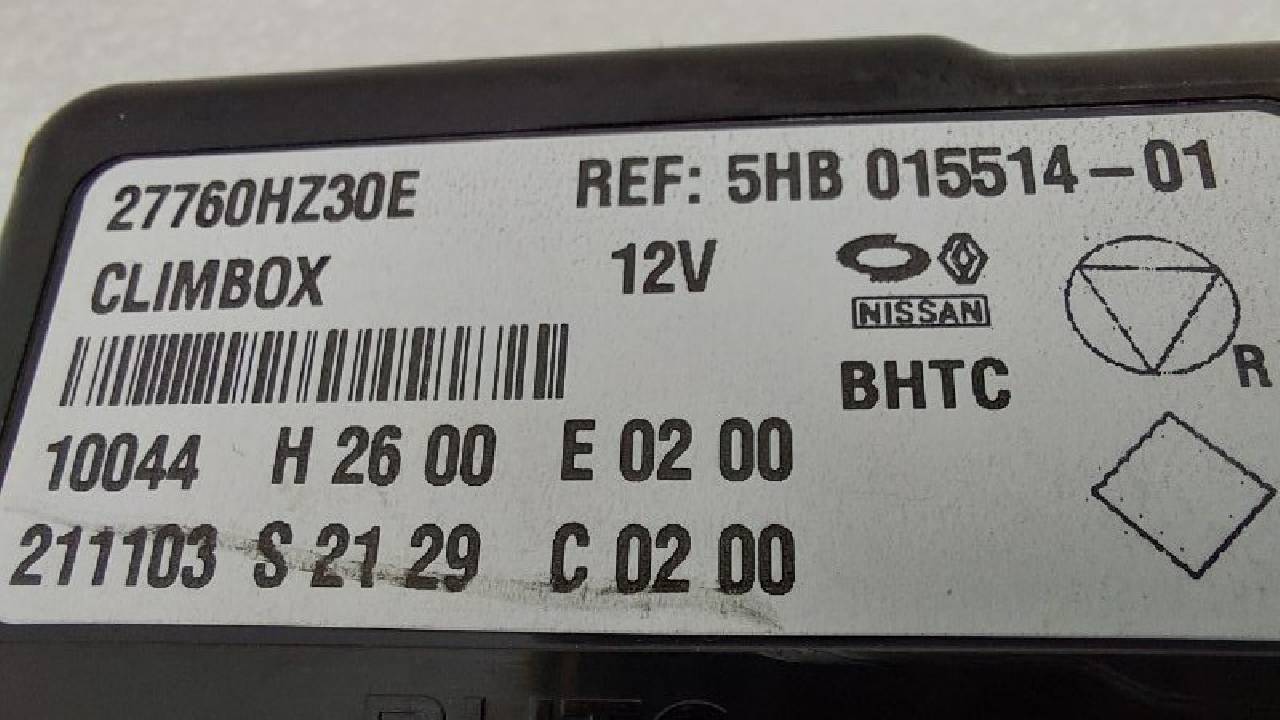 27760HZ30E REF: 5HB 015514-01
CLIMBOX 12V
NISSAN
BHTC
R
10044 H 26 00 E 02 00
211103 S 21 29 C 02 00
BHTC